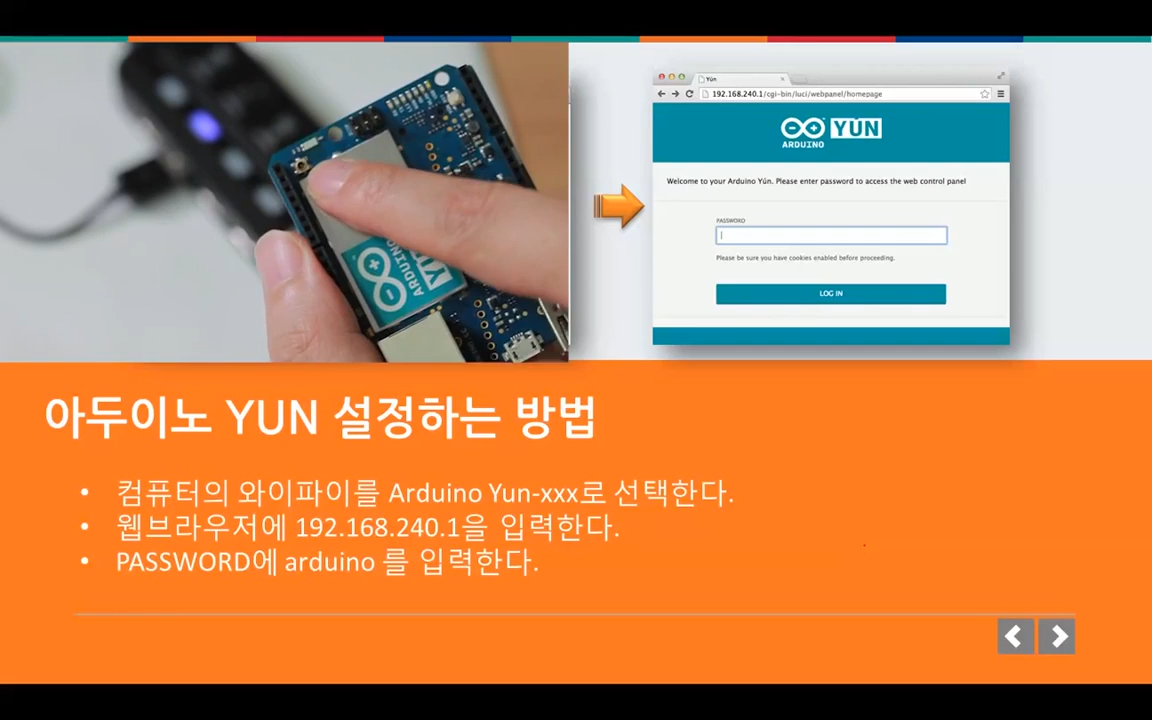 ARDUINO
YUN
Yún
192.168.240.1/cgi-bin/luci/webpanel/homepage
YÚN
ARDUINO
Welcome to your Arduino Yún. Please enter password to access the web control panel
PASSWORD
Please be sure you have cookies enabled before proceeding.
LOG IN
아두이노 YUN 설정하는 방법
• 컴퓨터의 와이파이를 Arduino Yun-xxx로 선택한다.
• 웹브라우저에 192.168.240.1을 입력한다.
• PASSWORD에 arduino 를 입력한다.